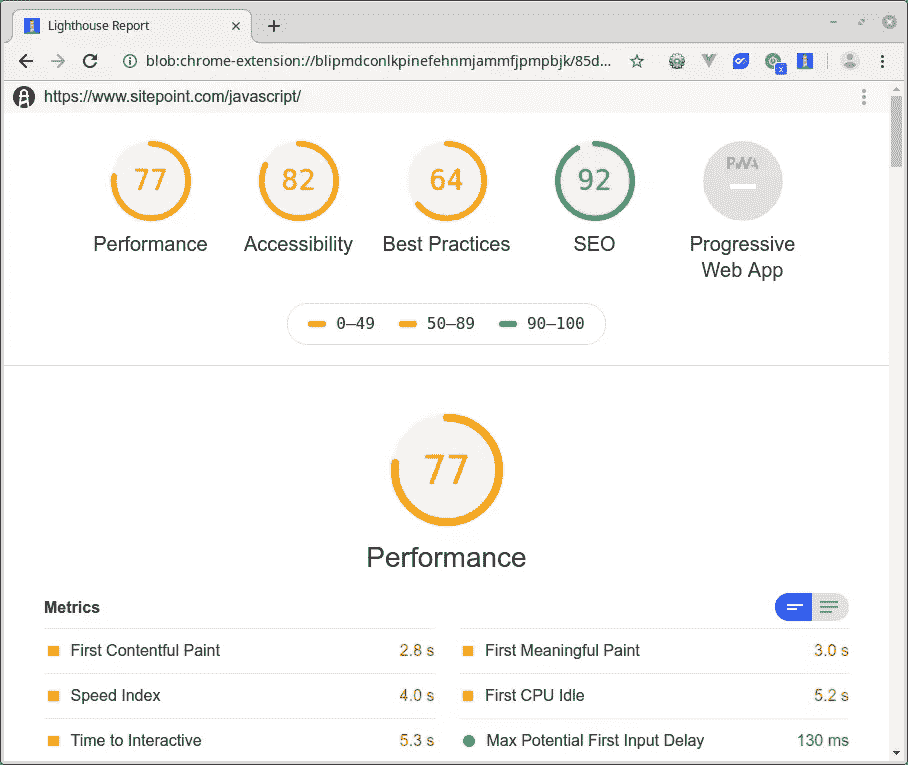 Lighthouse Report
blob:chrome-extension://blipmdconlkpinefehnmjammfjpmpbjk/85d...
x
https://www.sitepoint.com/javascript/
77 82 64 92 PWA
Performance Accessibility Best Practices SEO Progressive
Web App
0–49 50–89 90–100
77
Performance
Metrics
First Contentful Paint 2.8 s First Meaningful Paint 3.0 s
Speed Index 4.0 s First CPU Idle 5.2 s
Time to Interactive 5.3 s Max Potential First Input Delay 130 ms